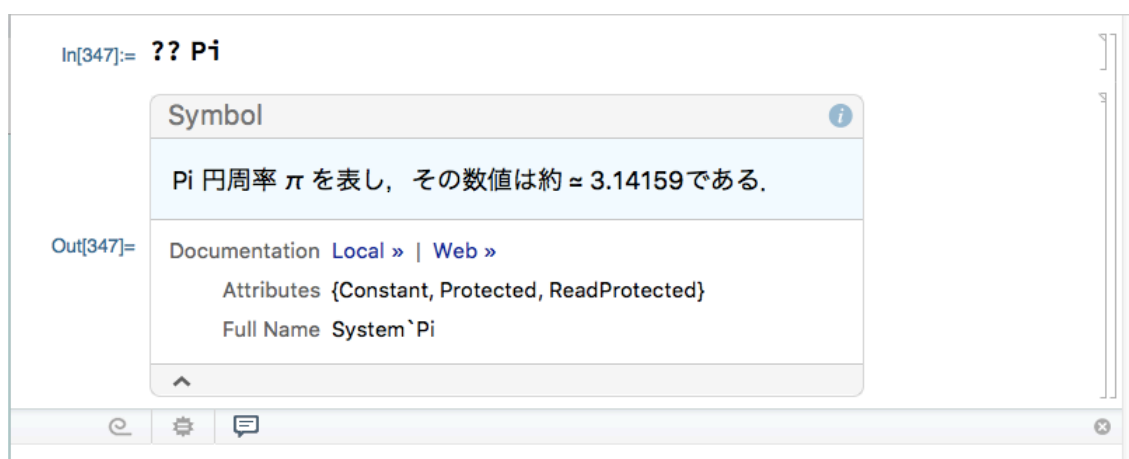 In[347]:= ?? Pi
Symbol
Pi 円周率 π を表し，その数値は約 ≃ 3.14159である．
Out[347]=
Documentation Local » | Web »
Attributes {Constant, Protected, ReadProtected}
Full Name System`Pi